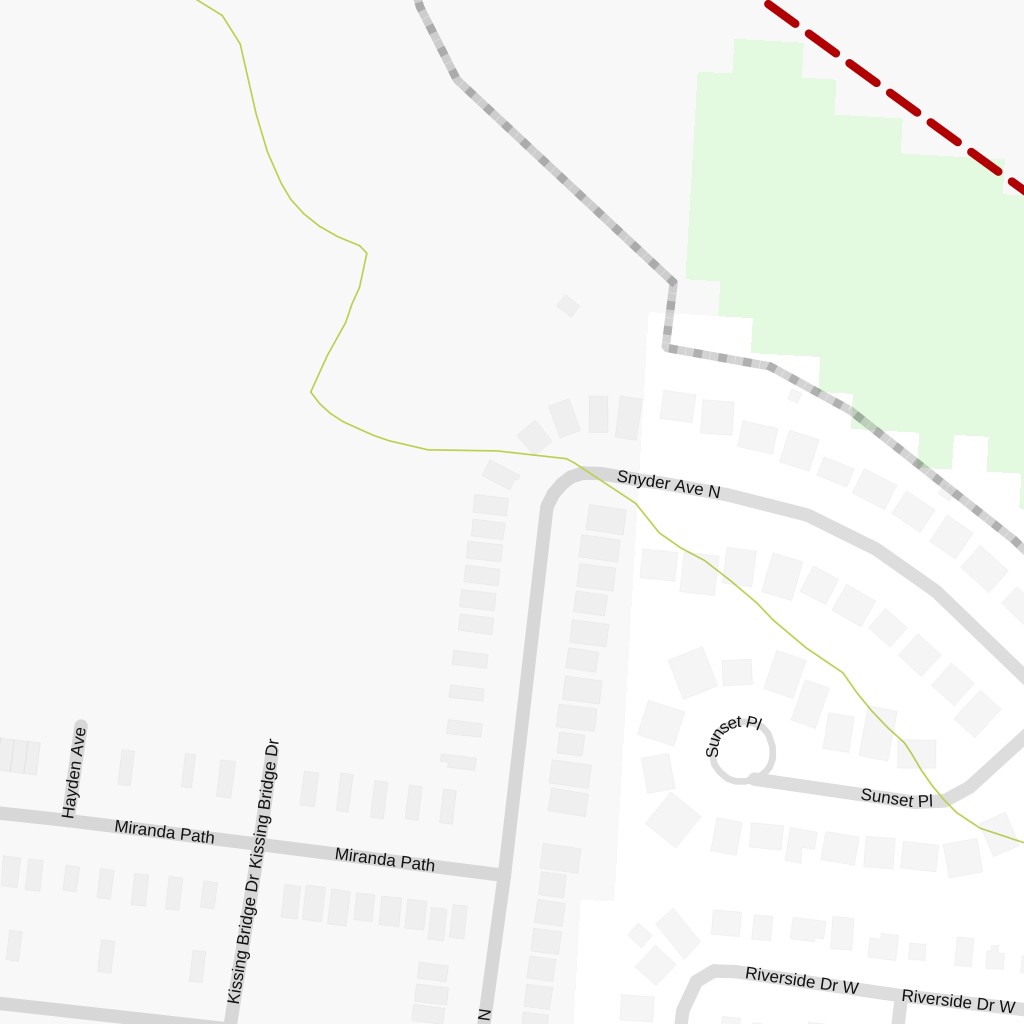 Snyder Ave N
Sunset Pl
Hayden Ave
Kissing Bridge Dr
Sunset Pl
Miranda Path
Miranda Path
Kissing Bridge Dr
Riverside Dr W
Riverside Dr W
N